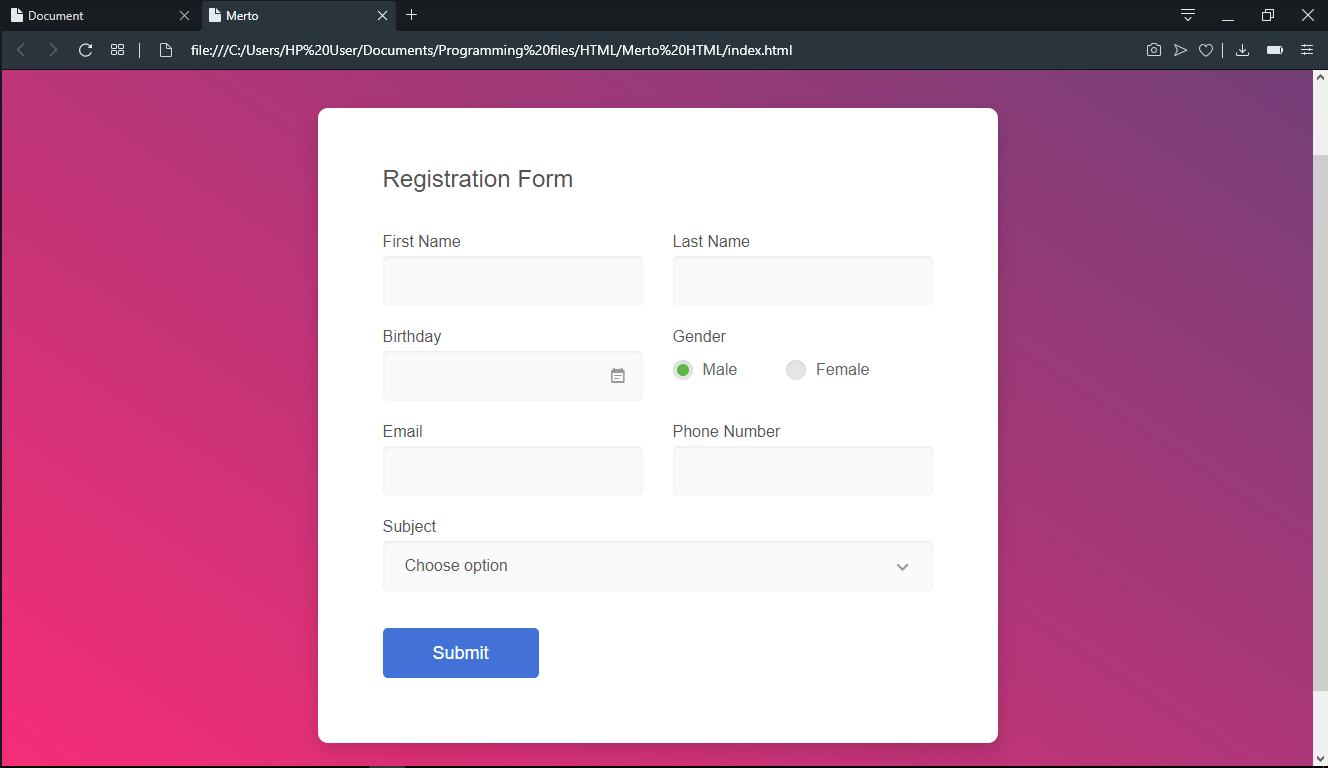 Document
Merto
file:///C:/Users/HP%20User/Documents/Programming%20files/HTML/Merto%20HTML/index.html
Registration Form
First Name Last Name
Birthday Gender
Male Female
Email Phone Number
Subject
Choose option
Submit